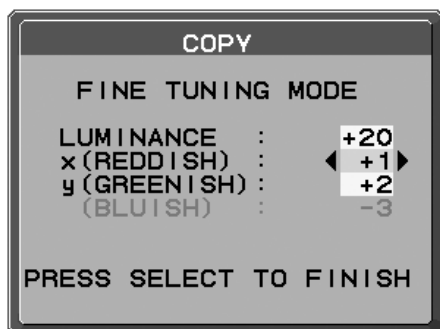 COPY
FINE TUNING MODE
LUMINANCE : +20
x(REDDISH) : +1
y(GREENISH) : +2
(BLUISH) : -3
PRESS SELECT TO FINISH